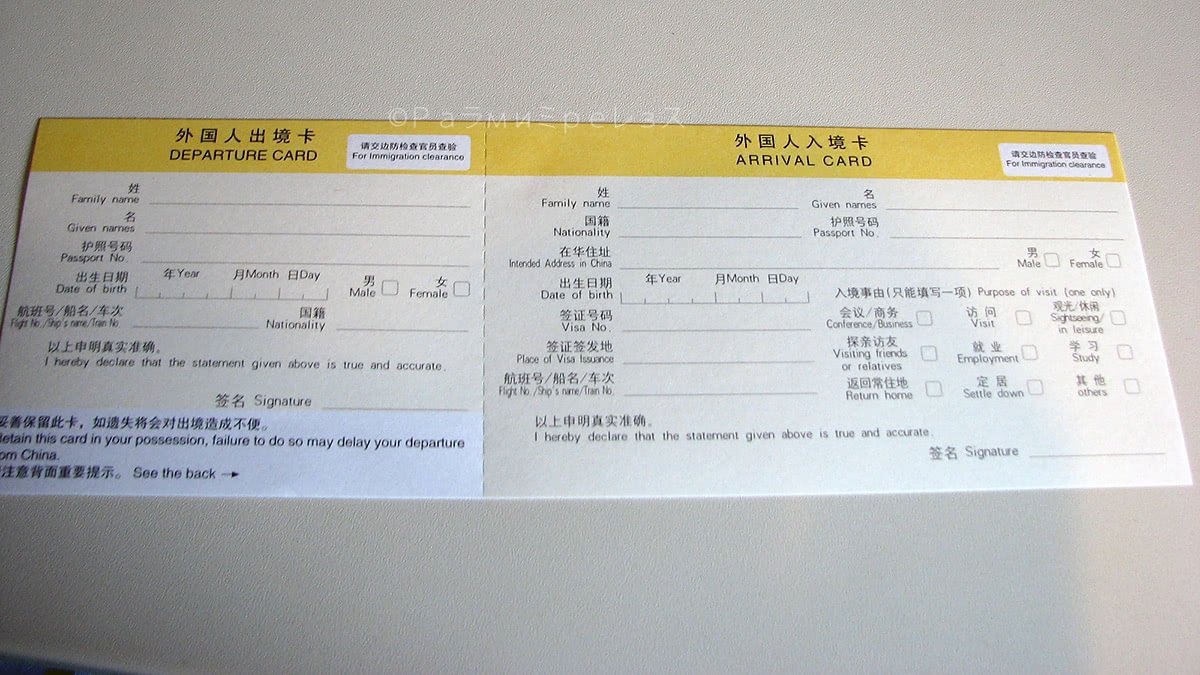 ©Раラмиミреレзス
外国人出境卡
DEPARTURE CARD
请交边防检查官员查验
For Immigration clearance
姓
Family name
名
Given names
护照号码
Passport No.
出生日期 年Year 月Month 日Day 男 女
Date of birth Male Female
航班号/船名/车次 国籍
Flight No./Ship's name/Train No. Nationality
以上申明真实准确。
I hereby declare that the statement given above is true and accurate.
签名 Signature
妥善保留此卡，如遗失将会对出境造成不便。
Retain this card in your possession, failure to do so may delay your departure
from China.
注意背面重要提示。 See the back →
外国人入境卡
ARRIVAL CARD
请交边防检查官员查验
For Immigration clearance
姓 名
Family name Given names
国籍 护照号码
Nationality Passport No.
在华住址 男 女
Intended Address in China Male Female
出生日期 年Year 月Month 日Day
Date of birth
签证号码
Visa No.
签证签发地
Place of Visa Issuance
航班号/船名/车次
Flight No./Ship's name/Train No.
入境事由(只能填写一项) Purpose of visit (one only)
会议/商务 访问 观光/休闲
Conference/Business Visit Sightseeing/
in leisure
探亲访友 就业 学习
Visiting friends Employment Study
or relatives
返回常住地 定居 其他
Return home Settle down others
以上申明真实准确。
I hereby declare that the statement given above is true and accurate.
签名 Signature